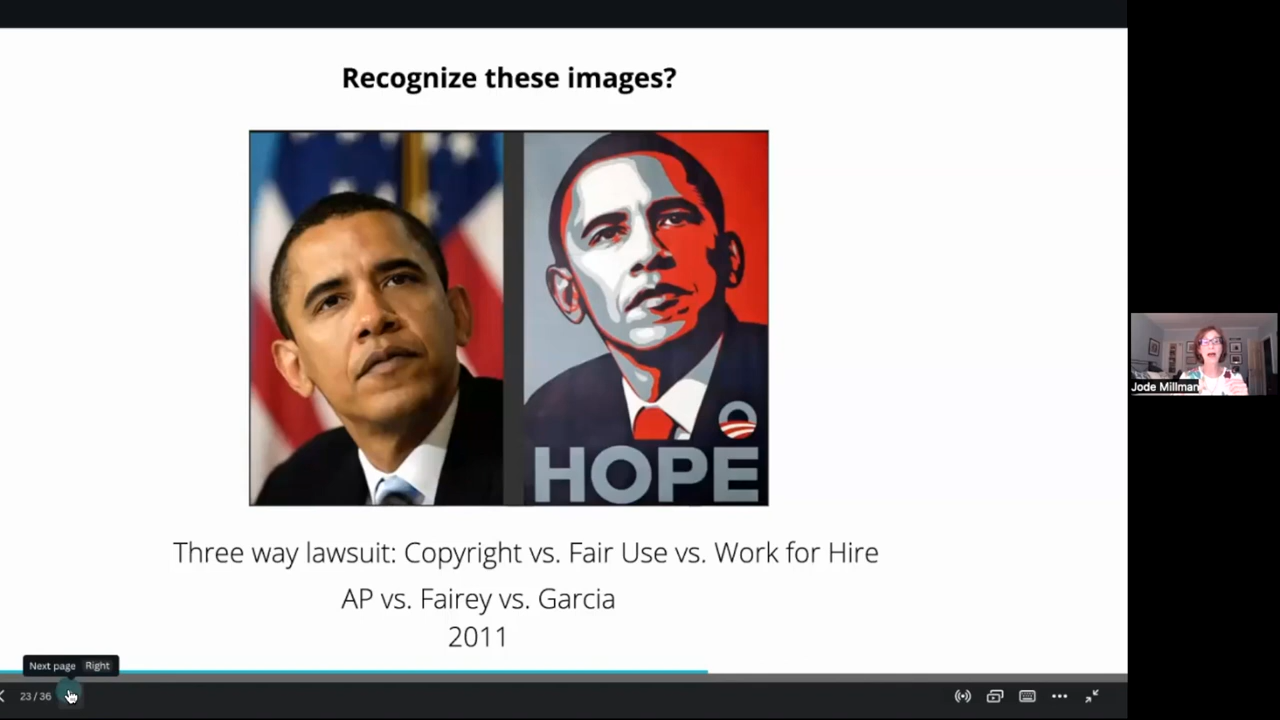 Recognize these images?
HOPE
Three way lawsuit: Copyright vs. Fair Use vs. Work for Hire
AP vs. Fairey vs. Garcia
2011
Next page Right
23 / 36
Jode Millman